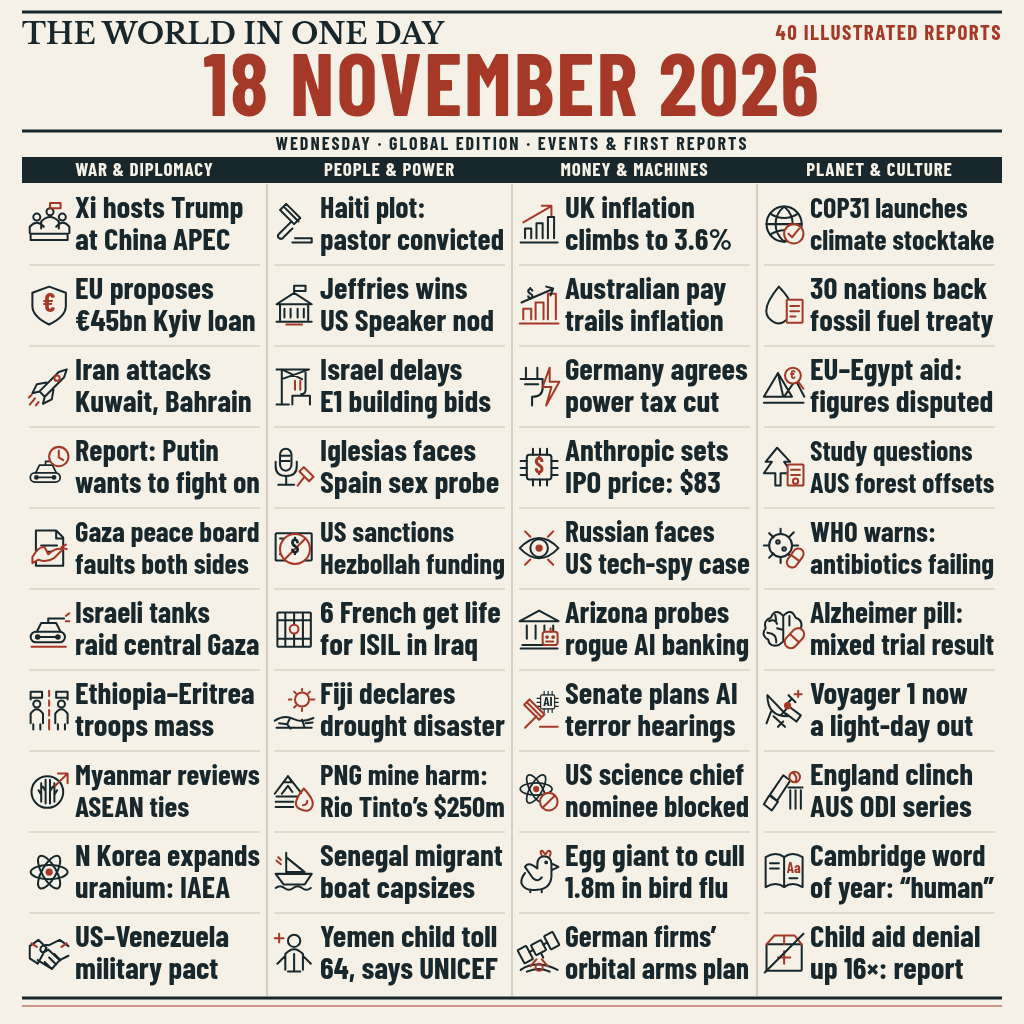 THE WORLD IN ONE DAY
40 ILLUSTRATED REPORTS
18 NOVEMBER 2026
WEDNESDAY · GLOBAL EDITION · EVENTS & FIRST REPORTS
WAR & DIPLOMACY
Xi hosts Trump
at China APEC
EU proposes
€45bn Kyiv loan
€
Iran attacks
Kuwait, Bahrain
Report: Putin
wants to fight on
Gaza peace board
faults both sides
Israeli tanks
raid central Gaza
Ethiopia–Eritrea
troops mass
Myanmar reviews
ASEAN ties
N Korea expands
uranium: IAEA
US–Venezuela
military pact
PEOPLE & POWER
Haiti plot:
pastor convicted
Jeffries wins
US Speaker nod
Israel delays
E1 building bids
Iglesias faces
Spain sex probe
US sanctions
Hezbollah funding
$
6 French get life
for ISIL in Iraq
Fiji declares
drought disaster
PNG mine harm:
Rio Tinto’s $250m
Senegal migrant
boat capsizes
Yemen child toll
64, says UNICEF
MONEY & MACHINES
UK inflation
climbs to 3.6%
Australian pay
trails inflation
$
Germany agrees
power tax cut
Anthropic sets
IPO price: $83
$
Russian faces
US tech-spy case
Arizona probes
rogue AI banking
Senate plans AI
terror hearings
AI
US science chief
nominee blocked
Egg giant to cull
1.8m in bird flu
German firms’
orbital arms plan
PLANET & CULTURE
COP31 launches
climate stocktake
30 nations back
fossil fuel treaty
EU–Egypt aid:
figures disputed
€
Study questions
AUS forest offsets
WHO warns:
antibiotics failing
Alzheimer pill:
mixed trial result
Voyager 1 now
a light-day out
England clinch
AUS ODI series
Cambridge word
of year: “human”
Aa
Child aid denial
up 16×: report